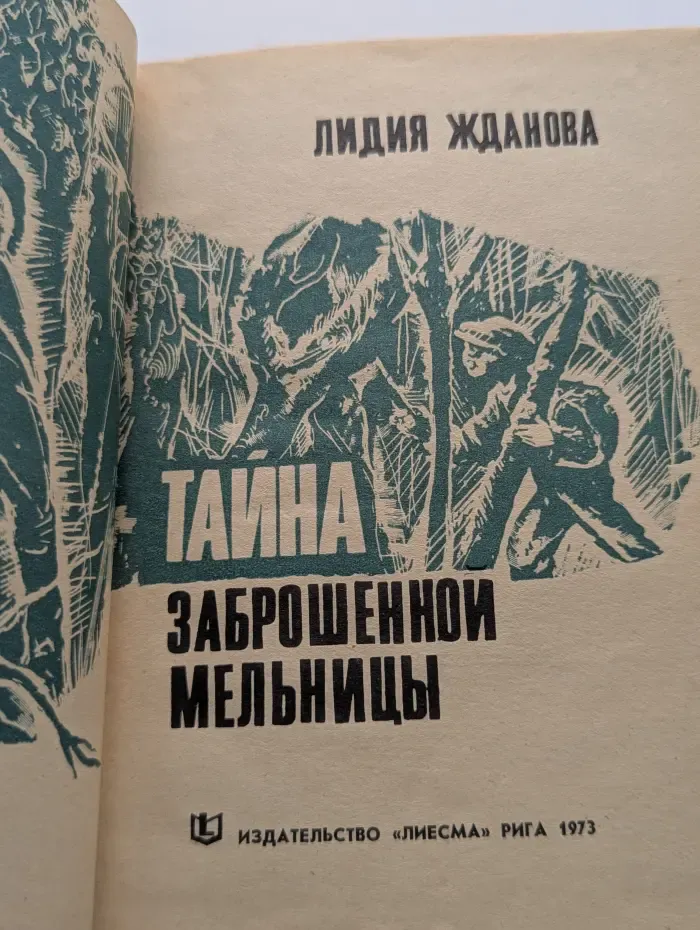 ЛИДИЯ ЖДАНОВА
ТАЙНА
ЗАБРОШЕННОЙ
МЕЛЬНИЦЫ
ИЗДАТЕЛЬСТВО «ЛИЕСМА» РИГА 1973